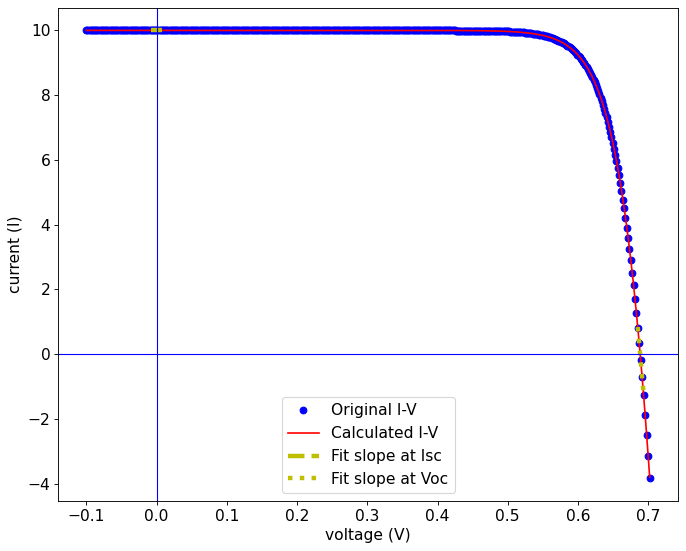 current (I)
10
8
6
4
2
0
−2
−4
−0.1
0.0
0.1
0.2
0.3
0.4
0.5
0.6
0.7
voltage (V)
Original I-V
Calculated I-V
Fit slope at Isc
Fit slope at Voc